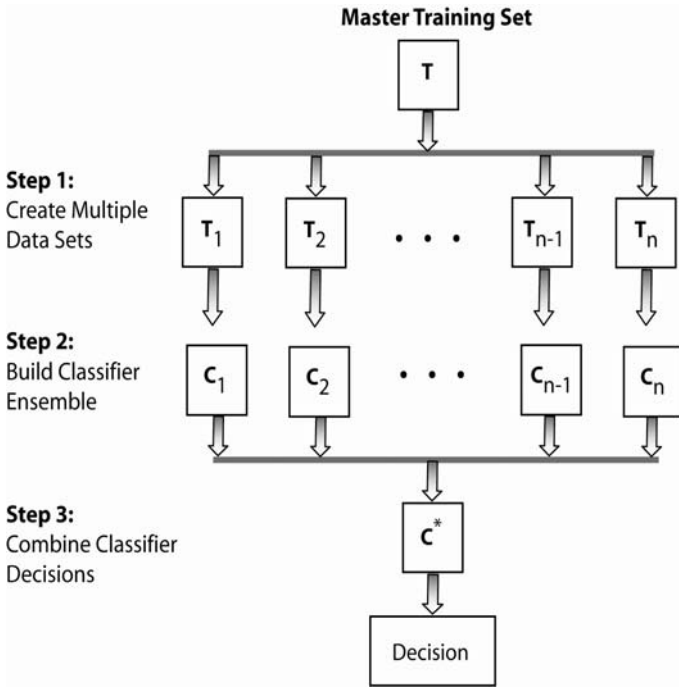 Master Training Set
T
Step 1:
Create Multiple
Data Sets
T1 T2 • • • Tn-1 Tn
Step 2:
Build Classifier
Ensemble
C1 C2 • • • Cn-1 Cn
Step 3:
Combine Classifier
Decisions
C*
Decision